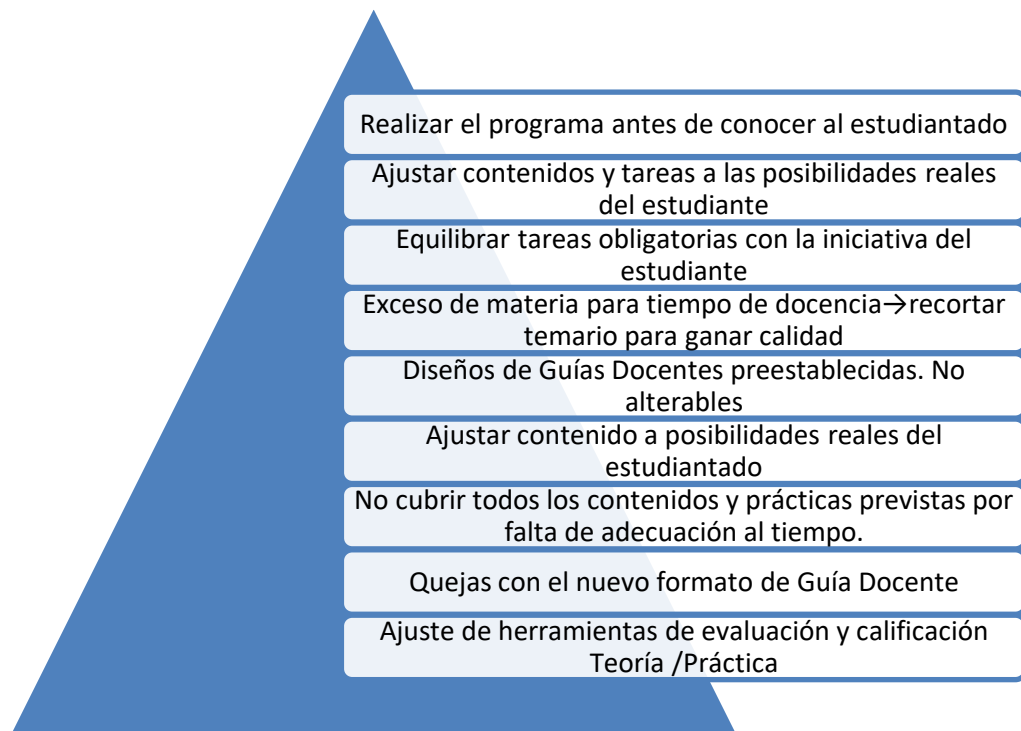 Realizar el programa antes de conocer al estudiantado
Ajustar contenidos y tareas a las posibilidades reales
del estudiante
Equilibrar tareas obligatorias con la iniciativa del
estudiante
Exceso de materia para tiempo de docencia→recortar
temario para ganar calidad
Diseños de Guías Docentes preestablecidas. No
alterables
Ajustar contenido a posibilidades reales del
estudiantado
No cubrir todos los contenidos y prácticas previstas por
falta de adecuación al tiempo.
Quejas con el nuevo formato de Guía Docente
Ajuste de herramientas de evaluación y calificación
Teoría /Práctica